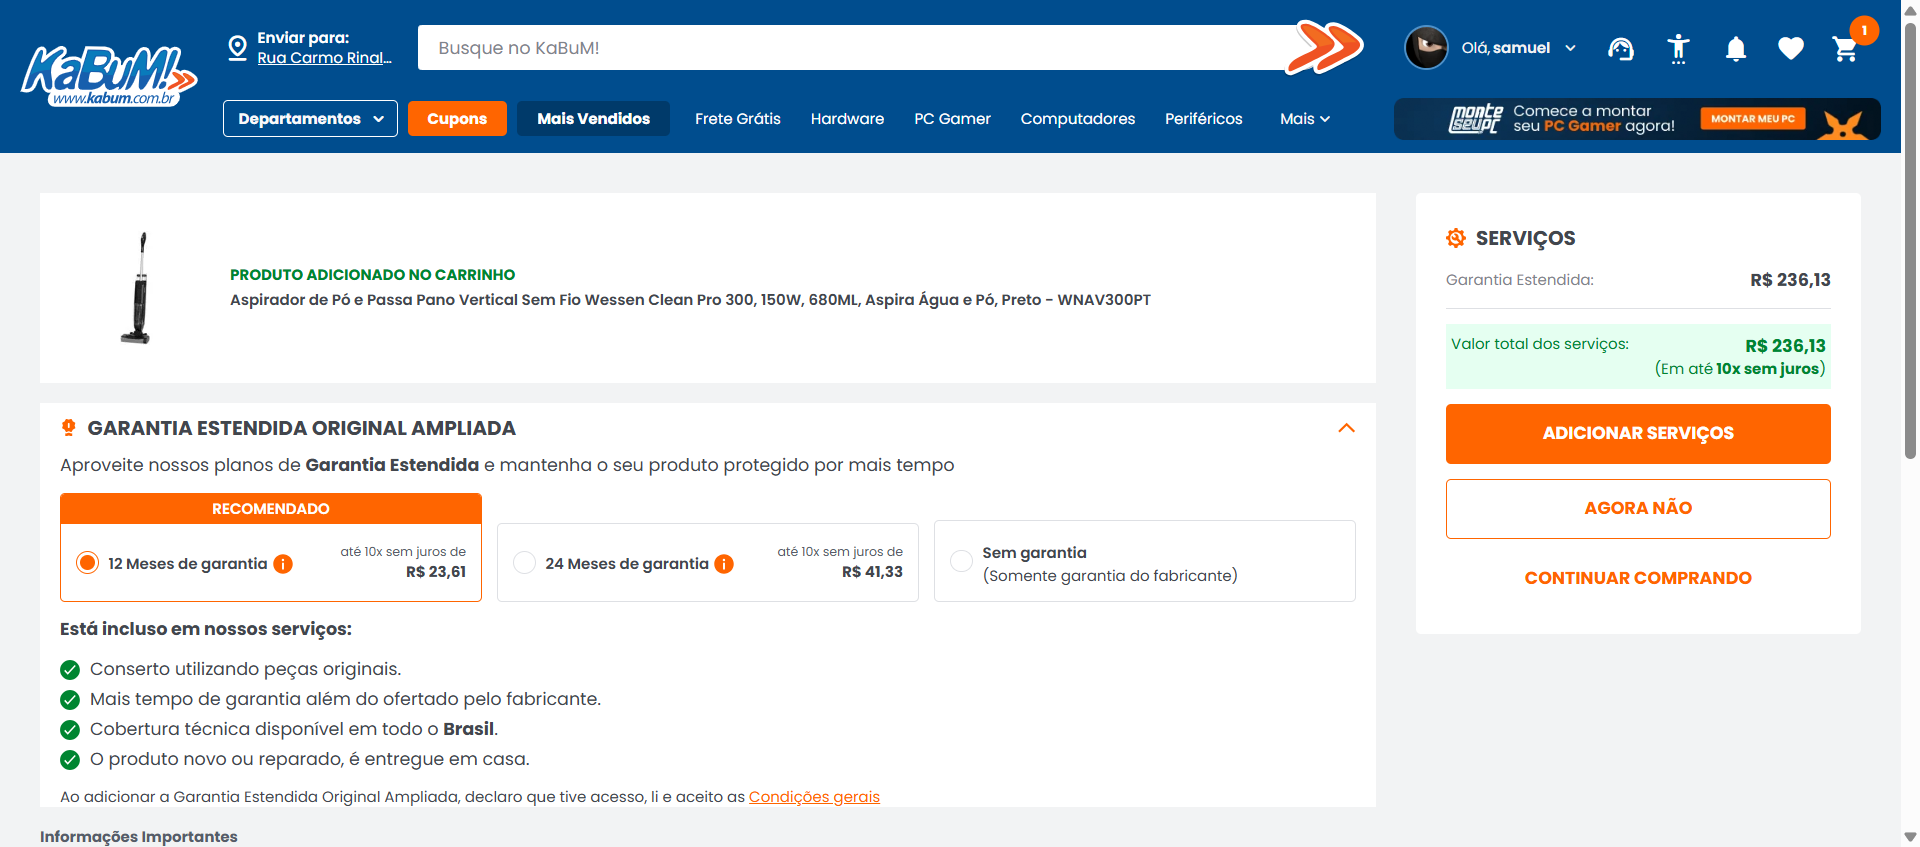 KaBuM!
www.kabum.com.br
Enviar para:
Rua Carmo Rinal...
Busque no KaBuM!
Olá, samuel
1
Departamentos
Cupons
Mais Vendidos
Frete Grátis
Hardware
PC Gamer
Computadores
Periféricos
Mais
monte seu pc
Comece a montar
seu PC Gamer agora!
MONTAR MEU PC
PRODUTO ADICIONADO NO CARRINHO
Aspirador de Pó e Passa Pano Vertical Sem Fio Wessen Clean Pro 300, 150W, 680ML, Aspira Água e Pó, Preto - WNAV300PT
GARANTIA ESTENDIDA ORIGINAL AMPLIADA
Aproveite nossos planos de Garantia Estendida e mantenha o seu produto protegido por mais tempo
RECOMENDADO
12 Meses de garantia
até 10x sem juros de
R$ 23,61
24 Meses de garantia
até 10x sem juros de
R$ 41,33
Sem garantia
(Somente garantia do fabricante)
Está incluso em nossos serviços:
Conserto utilizando peças originais.
Mais tempo de garantia além do ofertado pelo fabricante.
Cobertura técnica disponível em todo o Brasil.
O produto novo ou reparado, é entregue em casa.
Ao adicionar a Garantia Estendida Original Ampliada, declaro que tive acesso, li e aceito as Condições gerais
Informações Importantes
SERVIÇOS
Garantia Estendida:
R$ 236,13
Valor total dos serviços:
R$ 236,13
(Em até 10x sem juros)
ADICIONAR SERVIÇOS
AGORA NÃO
CONTINUAR COMPRANDO